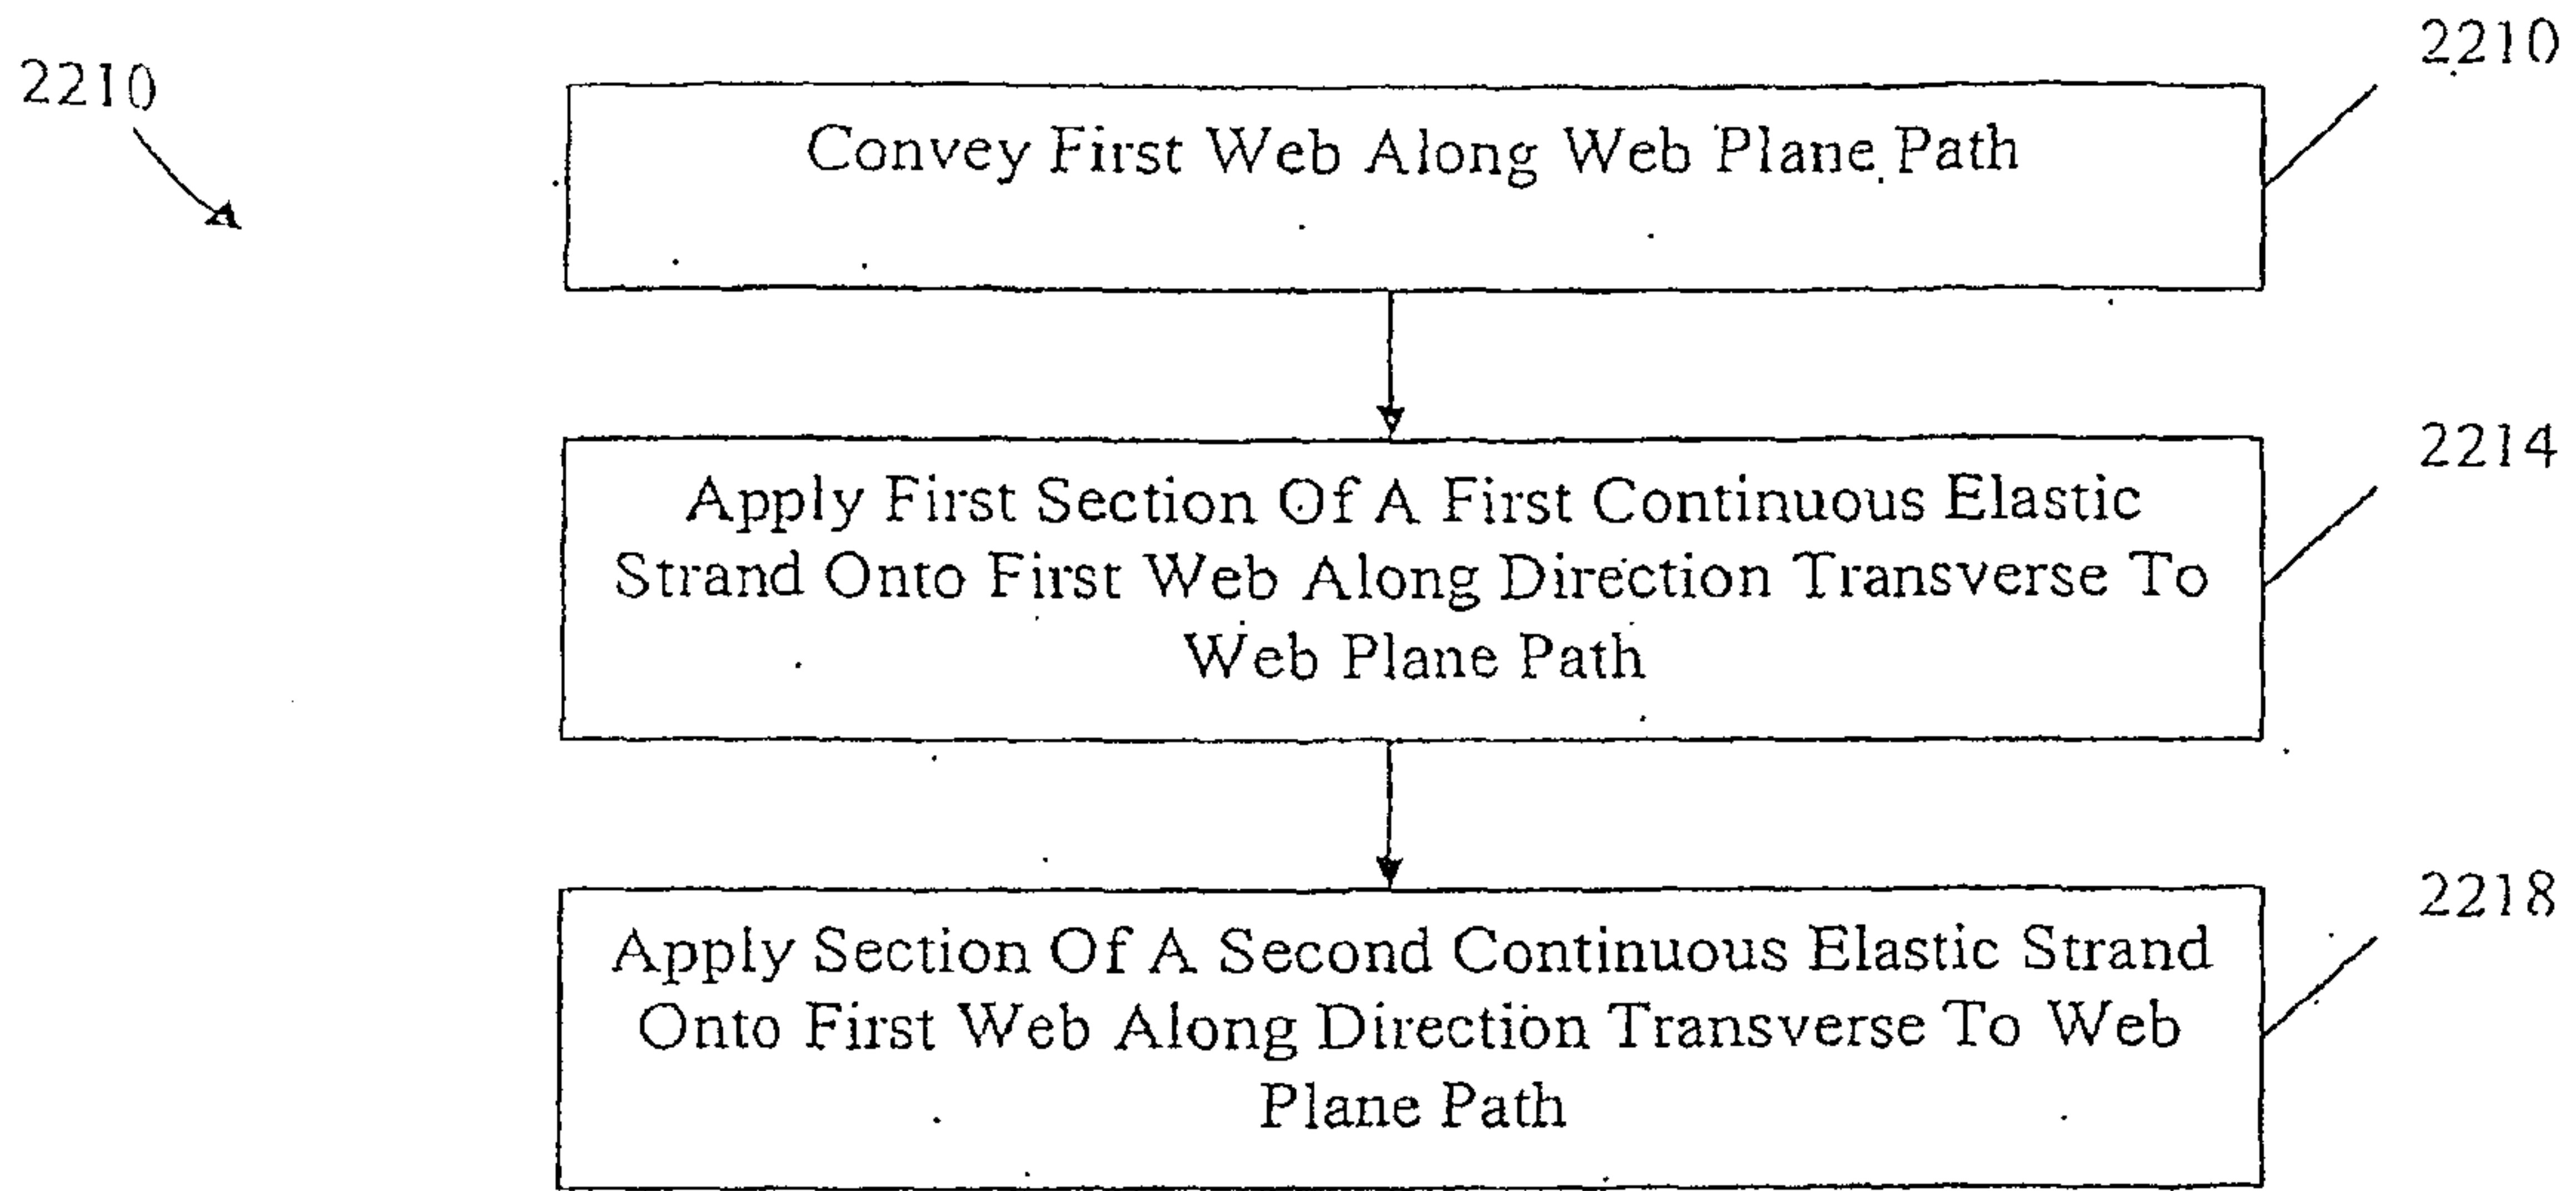 2210
2210
Convey First Web Along Web Plane Path
2214
Apply First Section Of A First Continuous Elastic
Strand Onto First Web Along Direction Transverse To
Web Plane Path
2218
Apply Section Of A Second Continuous Elastic Strand
Onto First Web Along Direction Transverse To Web
Plane Path